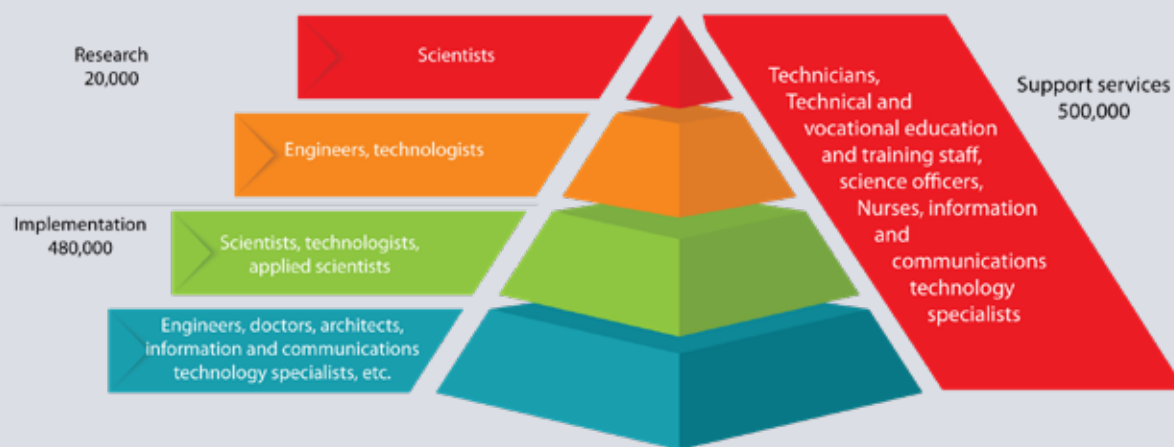 Research
20,000
Scientists
Engineers, technologists
Implementation
480,000
Scientists, technologists,
applied scientists
Engineers, doctors, architects,
information and communications
technology specialists, etc.
Technicians,
Technical and
vocational education
and training staff,
science officers,
Nurses, information
and
communications
technology
specialists
Support services
500,000